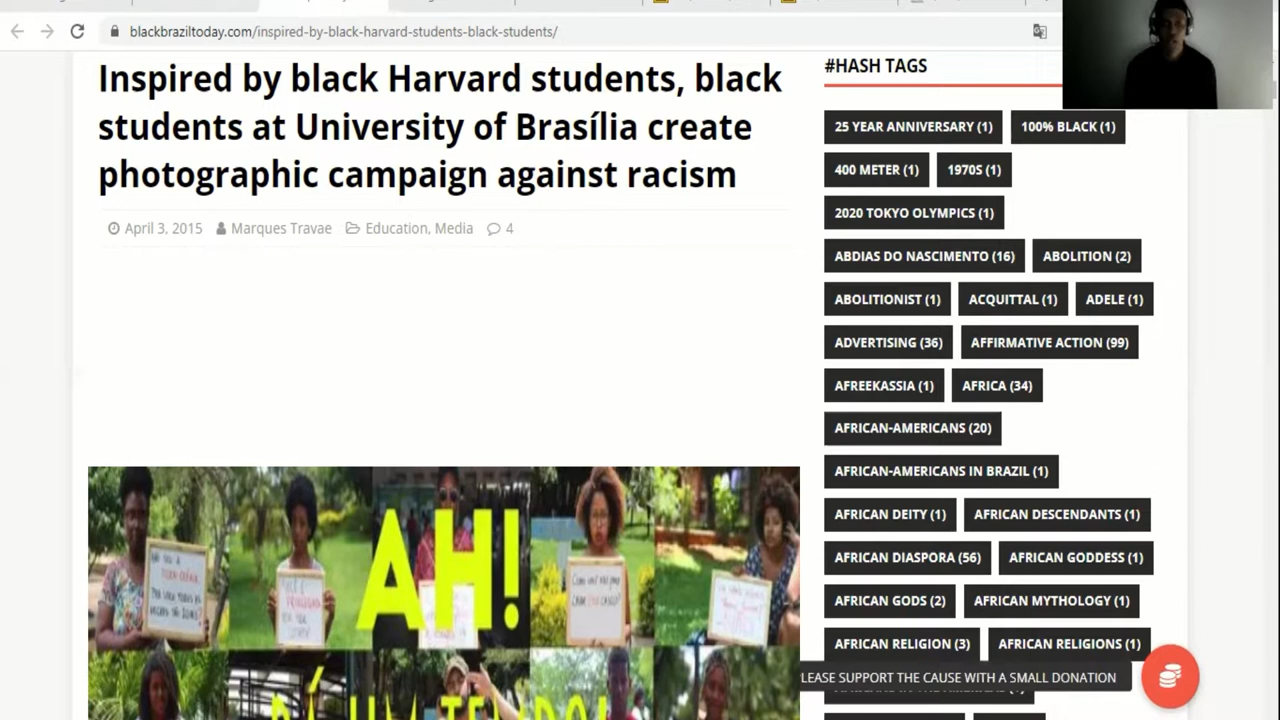 blackbraziltoday.com/inspired-by-black-harvard-students-black-students/
Inspired by black Harvard students, black
students at University of Brasília create
photographic campaign against racism
April 3, 2015 Marques Travae Education, Media 4
AH!
#HASH TAGS
25 YEAR ANNIVERSARY (1) 100% BLACK (1)
400 METER (1) 1970S (1)
2020 TOKYO OLYMPICS (1)
ABDIAS DO NASCIMENTO (16) ABOLITION (2)
ABOLITIONIST (1) ACQUITTAL (1) ADELE (1)
ADVERTISING (36) AFFIRMATIVE ACTION (99)
AFREEKASSIA (1) AFRICA (34)
AFRICAN-AMERICANS (20)
AFRICAN-AMERICANS IN BRAZIL (1)
AFRICAN DEITY (1) AFRICAN DESCENDANTS (1)
AFRICAN DIASPORA (56) AFRICAN GODDESS (1)
AFRICAN GODS (2) AFRICAN MYTHOLOGY (1)
AFRICAN RELIGION (3) AFRICAN RELIGIONS (1)
LEASE SUPPORT THE CAUSE WITH A SMALL DONATION